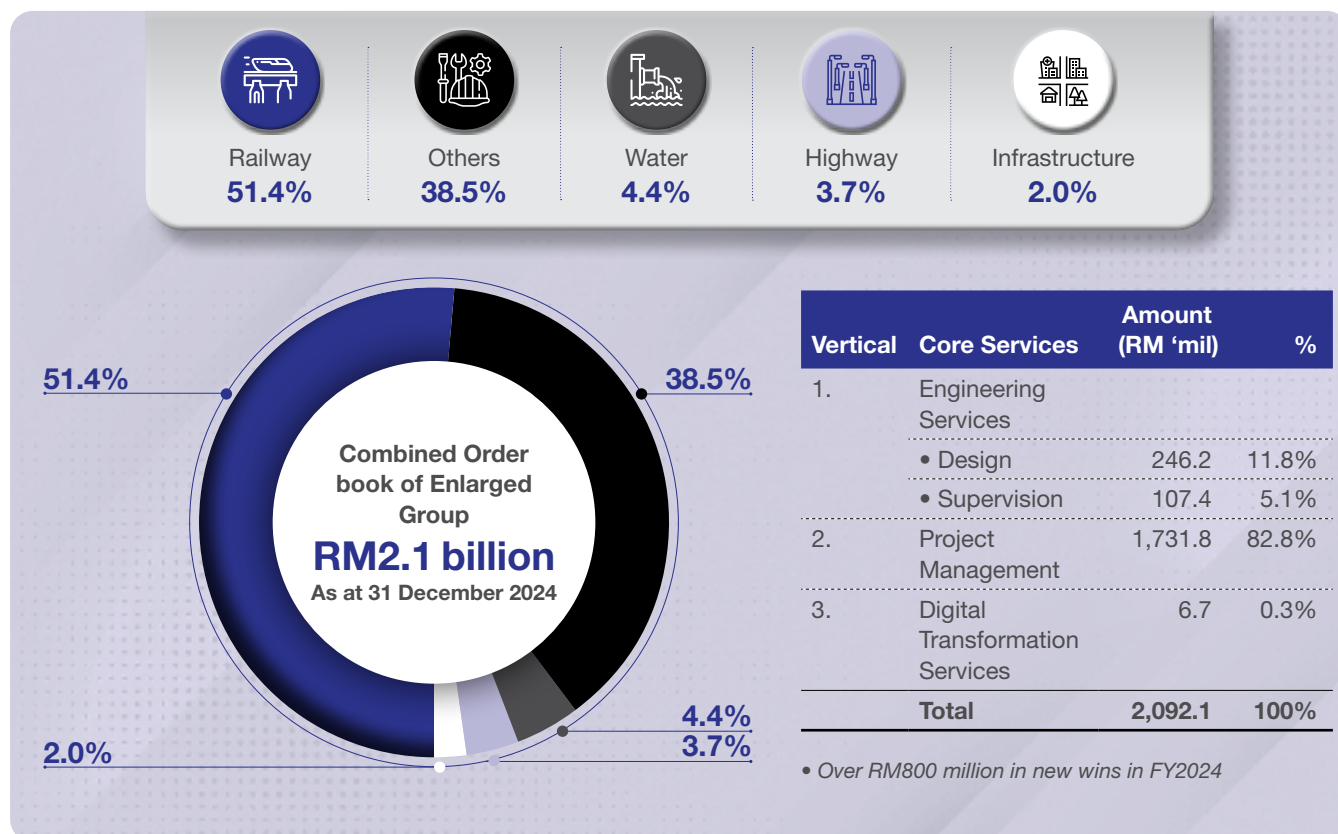 Railway
51.4%
Others
38.5%
Water
4.4%
Highway
3.7%
Infrastructure
2.0%
51.4%
38.5%
4.4%
3.7%
2.0%
Combined Order
book of Enlarged
Group
RM2.1 billion
As at 31 December 2024
Vertical Core Services Amount (RM ‘mil) %
1. Engineering
Services
• Design 246.2 11.8%
• Supervision 107.4 5.1%
2. Project 1,731.8 82.8%
Management
3. Digital 6.7 0.3%
Transformation
Services
Total 2,092.1 100%
• Over RM800 million in new wins in FY2024